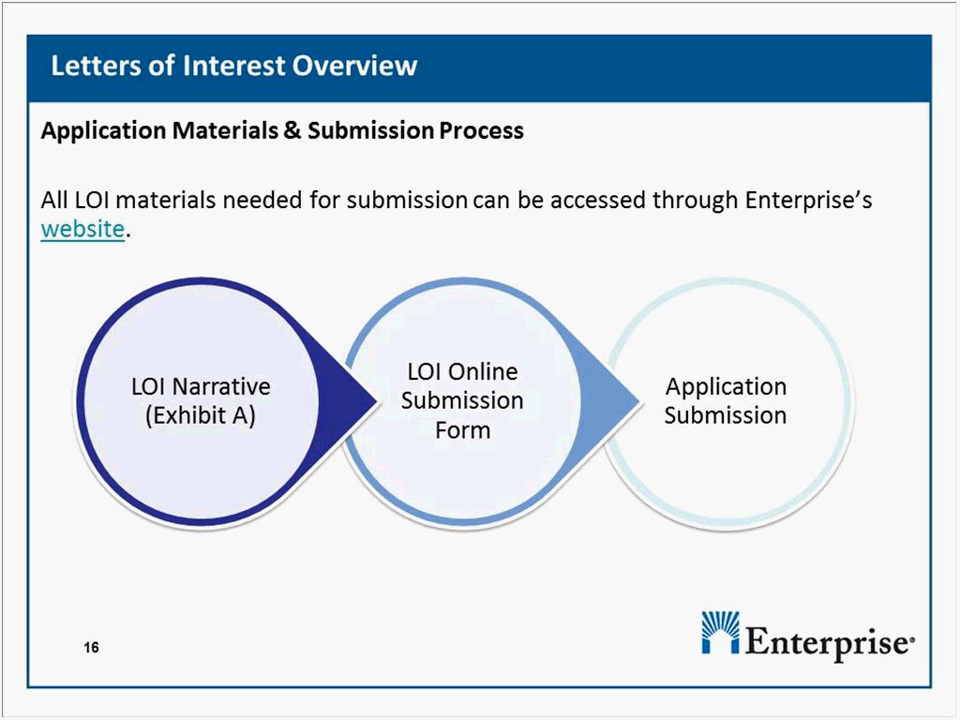 Letters of Interest Overview
Application Materials & Submission Process
All LOI materials needed for submission can be accessed through Enterprise’s
website.
LOI Narrative
(Exhibit A)
LOI Online
Submission
Form
Application
Submission
16
Enterprise®